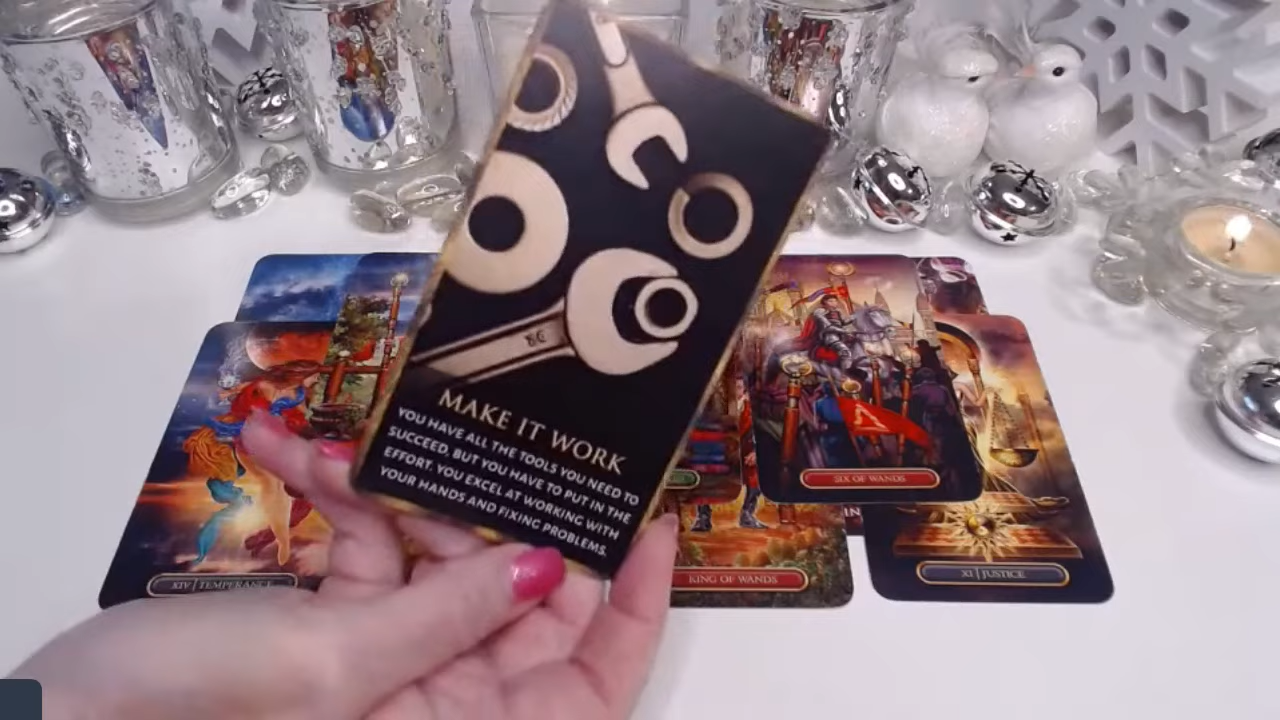 MAKE IT WORK
YOU HAVE ALL THE TOOLS YOU NEED TO
SUCCEED, BUT YOU HAVE TO PUT IN THE
EFFORT. YOU EXCEL AT WORKING WITH
YOUR HANDS AND FIXING PROBLEMS.
SIX OF WANDS
XIV | TEMPERANCE
KING OF WANDS
XI | JUSTICE